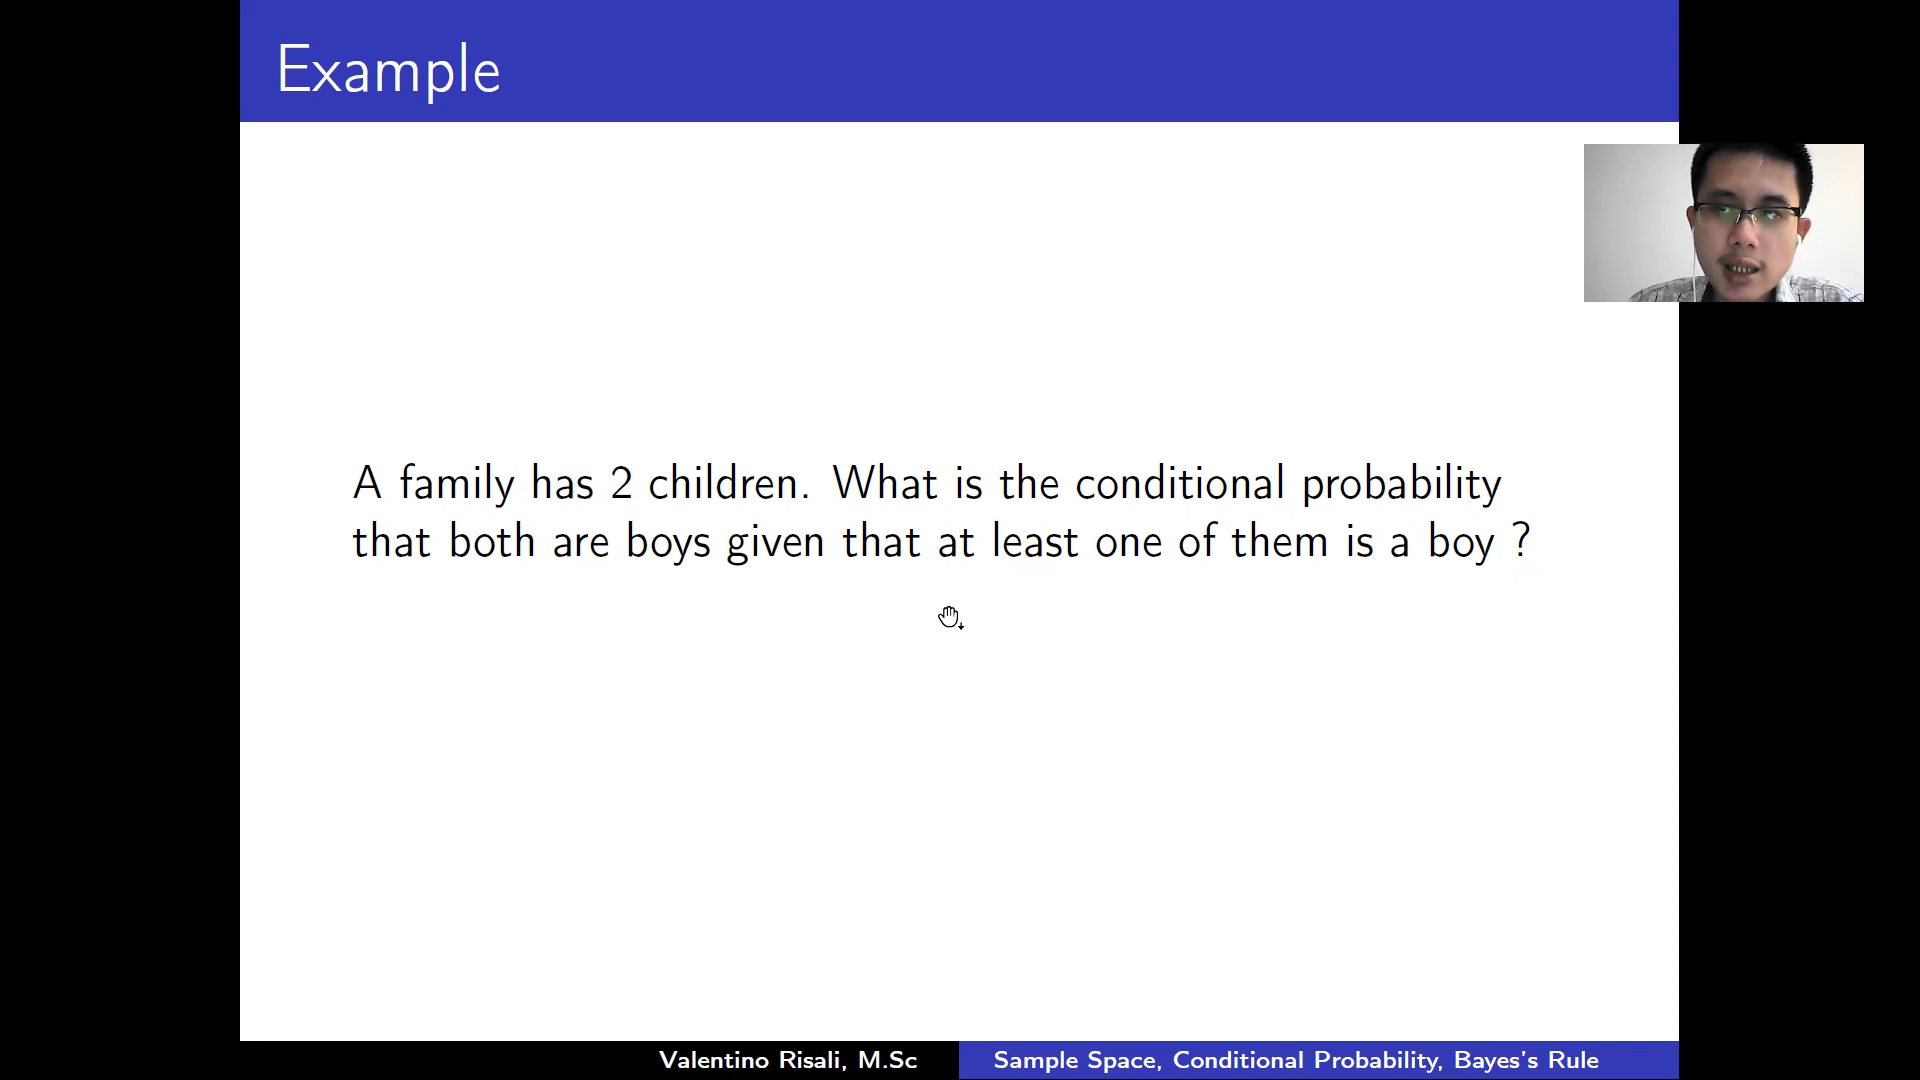 Example
A family has 2 children. What is the conditional probability
that both are boys given that at least one of them is a boy ?
Valentino Risali, M.Sc
Sample Space, Conditional Probability, Bayes's Rule